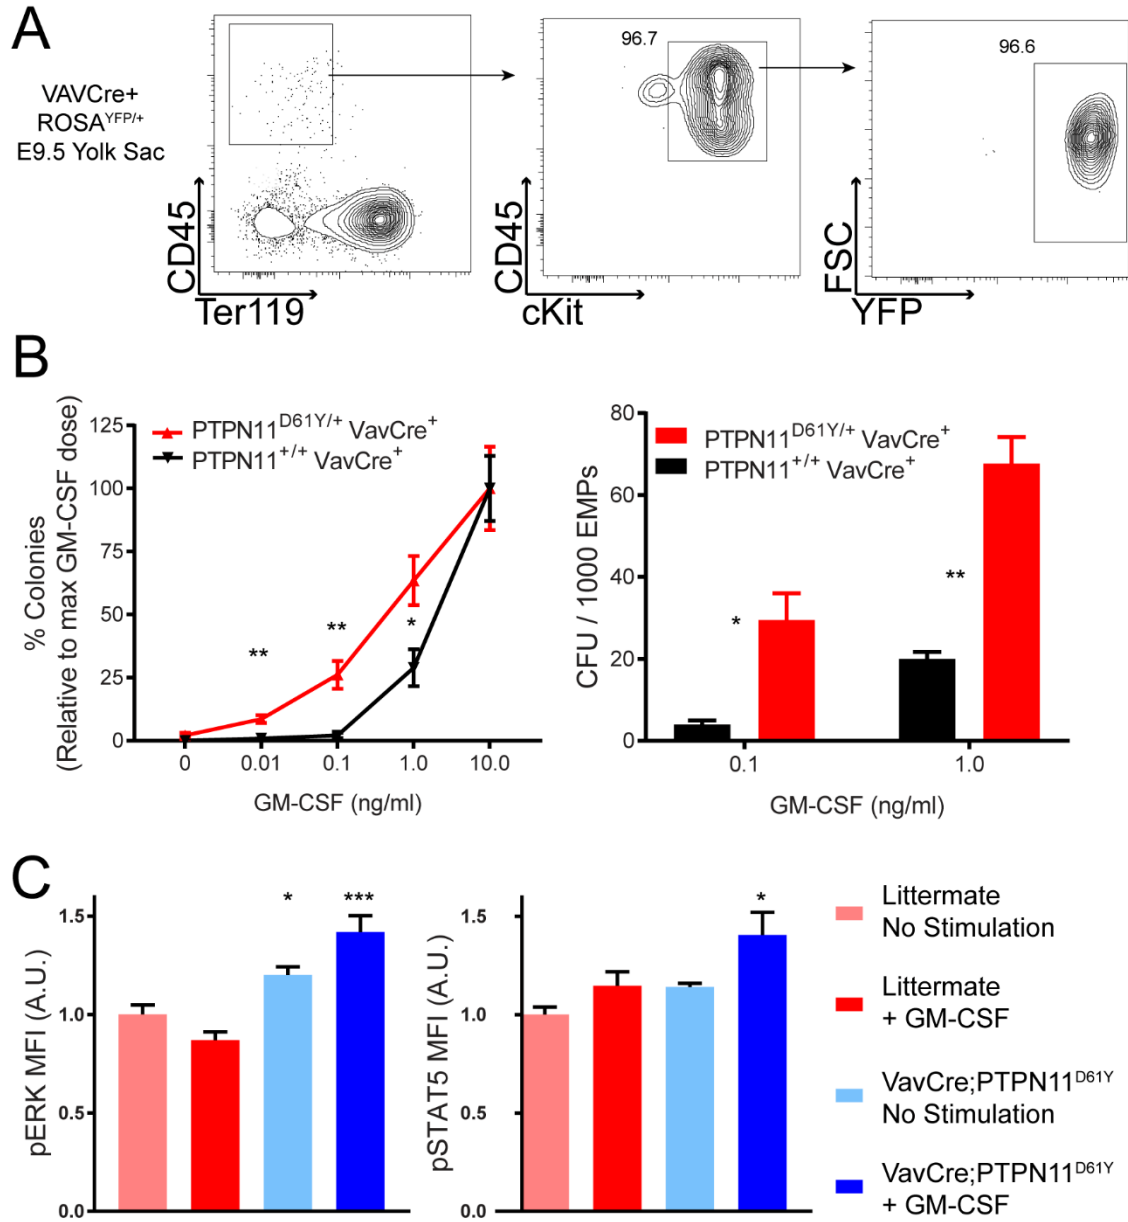 A
VAVCre+
ROSA^YFP/+
E9.5 Yolk Sac
CD45
Ter119
96.7
CD45
cKit
96.6
FSC
YFP
B
% Colonies
(Relative to max GM-CSF dose)
125
100
75
50
25
0
PTPN11^D61Y/+ VavCre^+
PTPN11^+/+ VavCre^+
**
**
*
0 0.01 0.1 1.0 10.0
GM-CSF (ng/ml)
CFU / 1000 EMPs
80
60
40
20
0
PTPN11^D61Y/+ VavCre^+
PTPN11^+/+ VavCre^+
*
**
0.1 1.0
GM-CSF (ng/ml)
C
pERK MFI (A.U.)
1.5
1.0
1.0
0.0
* ***
pSTAT5 MFI (A.U.)
1.5
1.0
0.5
0.0
*
Littermate
No Stimulation
Littermate
+ GM-CSF
VavCre;PTPN11^D61Y
No Stimulation
VavCre;PTPN11^D61Y
+ GM-CSF